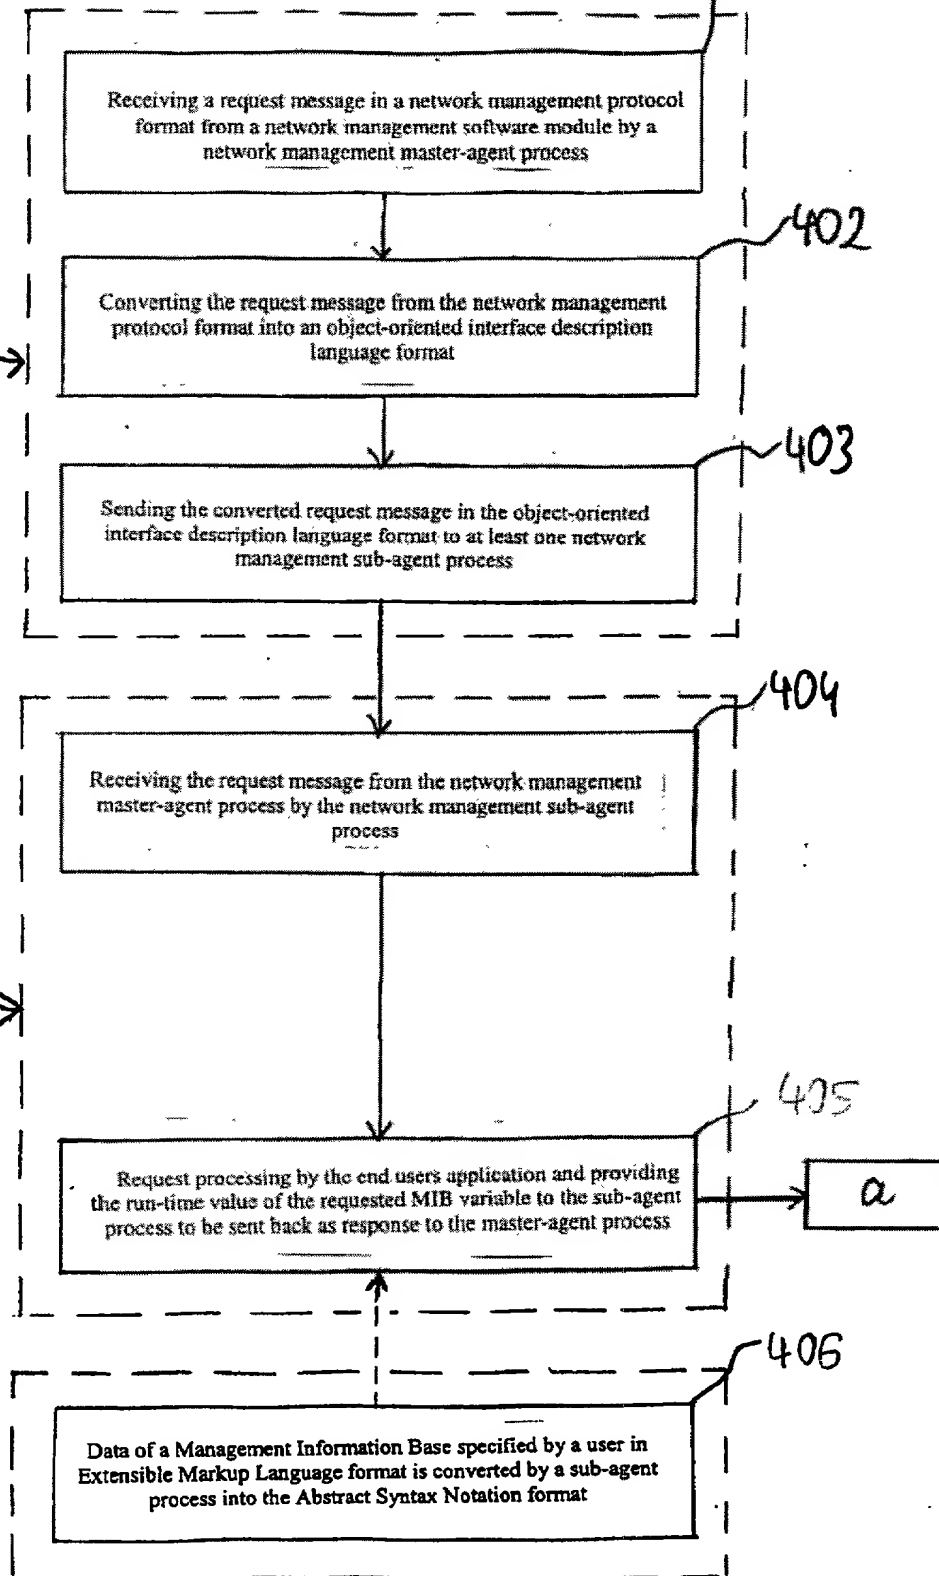 Receiving a request message in a network management protocol
format from a network management software module by a
network management master-agent process
402
Converting the request message from the network management
protocol format into an object-oriented interface description
language format
403
Sending the converted request message in the object-oriented
interface description language format to at least one network
management sub-agent process
404
Receiving the request message from the network management
master-agent process by the network management sub-agent
process
405
Request processing by the end users application and providing
the run-time value of the requested MIB variable to the sub-agent
process to be sent back as response to the master-agent process
a
406
Data of a Management Information Base specified by a user in
Extensible Markup Language format is converted by a sub-agent
process into the Abstract Syntax Notation format